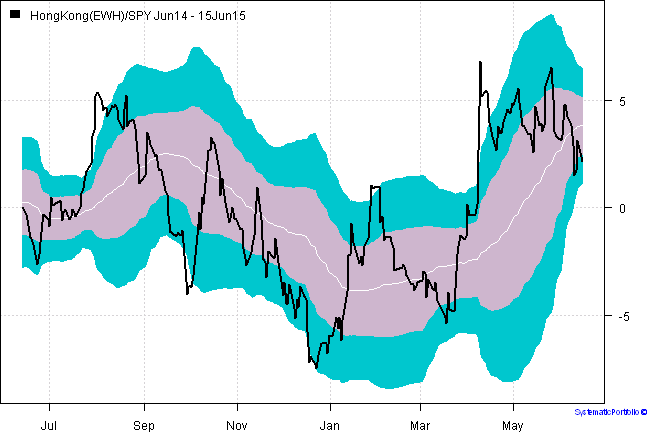 HongKong(EWH)/SPY Jun14 - 15Jun15
5
0
-5
Jul Sep Nov Jan Mar May
SystematicPortfolio ©